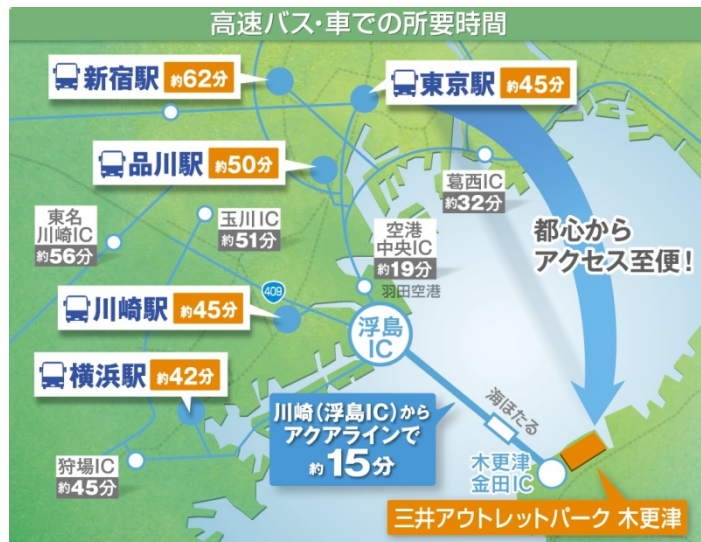 高速バス・車での所要時間
新宿駅 約62分
東京駅 約45分
品川駅 約50分
葛西IC
約32分
東名
川崎IC
約56分
玉川IC
約51分
空港
中央IC
約19分
羽田空港
都心から
アクセス至便!
409
川崎駅 約45分
浮島
IC
横浜駅 約42分
川崎(浮島IC)から
アクアラインで
約15分
海ほたる
狩場IC
約45分
木更津
金田IC
三井アウトレットパーク 木更津